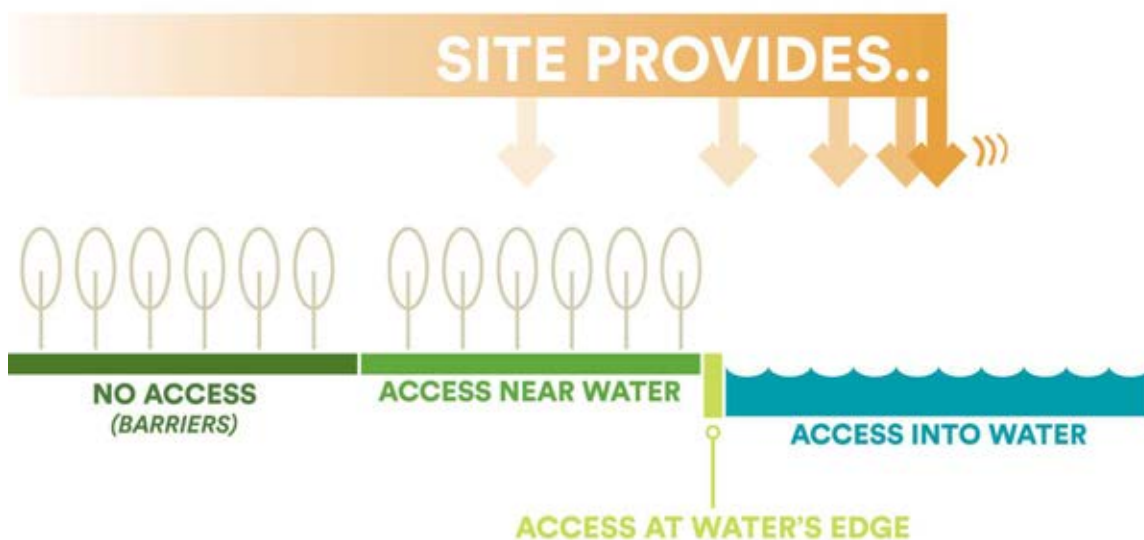 SITE PROVIDES..
NO ACCESS
(BARRIERS)
ACCESS NEAR WATER
ACCESS INTO WATER
ACCESS AT WATER'S EDGE